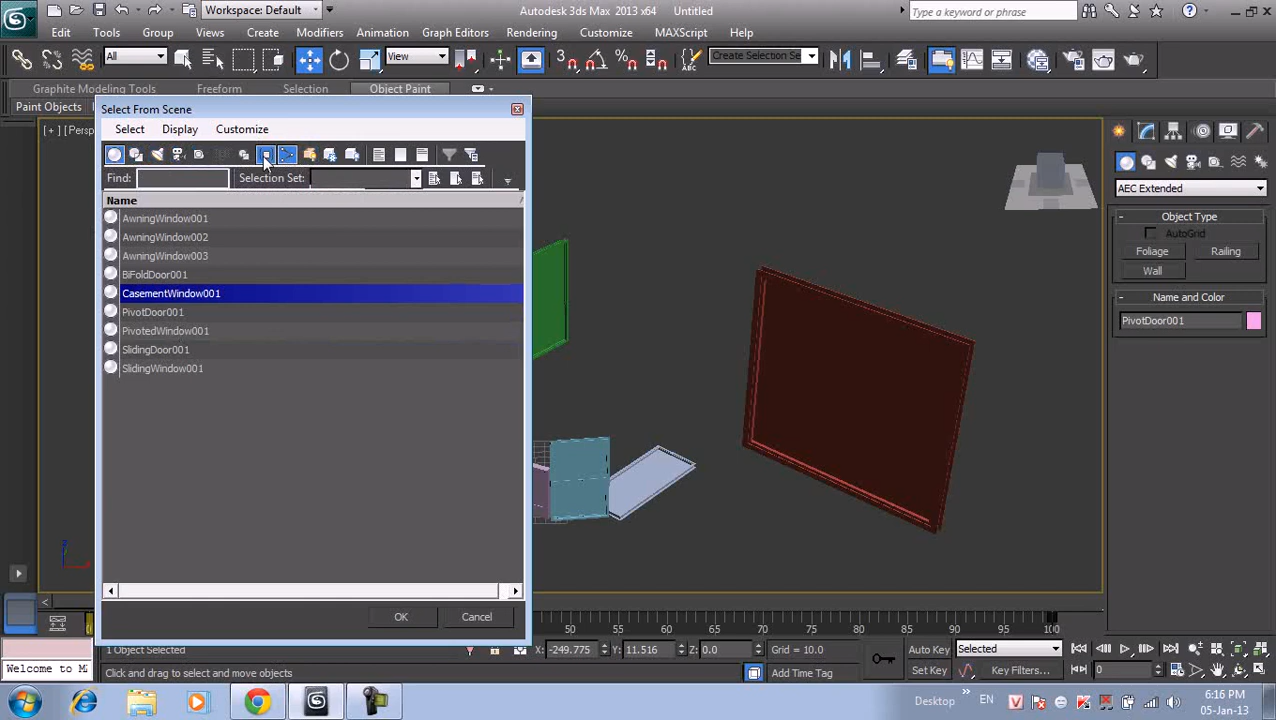 Workspace: Default
Autodesk 3ds Max 2013 x64
Untitled
Type a keyword or phrase
Edit
Tools
Group
Views
Create
Modifiers
Animation
Graph Editors
Rendering
Customize
MAXScript
Help
All
View
Create Selection Se
Graphite Modeling Tools
Freeform
Selection
Object Paint
Paint Objects
[ + ] [Persp
Select From Scene
Select
Display
Customize
Find:
Selection Set:
Name
AwningWindow001
AwningWindow002
AwningWindow003
BiFoldDoor001
CasementWindow001
PivotDoor001
PivotedWindow001
SlidingDoor001
SlidingWindow001
OK
Cancel
AEC Extended
Object Type
AutoGrid
Foliage
Railing
Wall
Name and Color
PivotDoor001
50
55
60
65
70
75
80
85
90
95
100
1 Object Selected
X: -249.775
Y: 11.516
Z: 0.0
Grid = 10.0
Auto Key
Selected
Welcome to M
Click and drag to select and move objects
Add Time Tag
Set Key
Key Filters...
0
Desktop
EN
6:16 PM
05-Jan-13